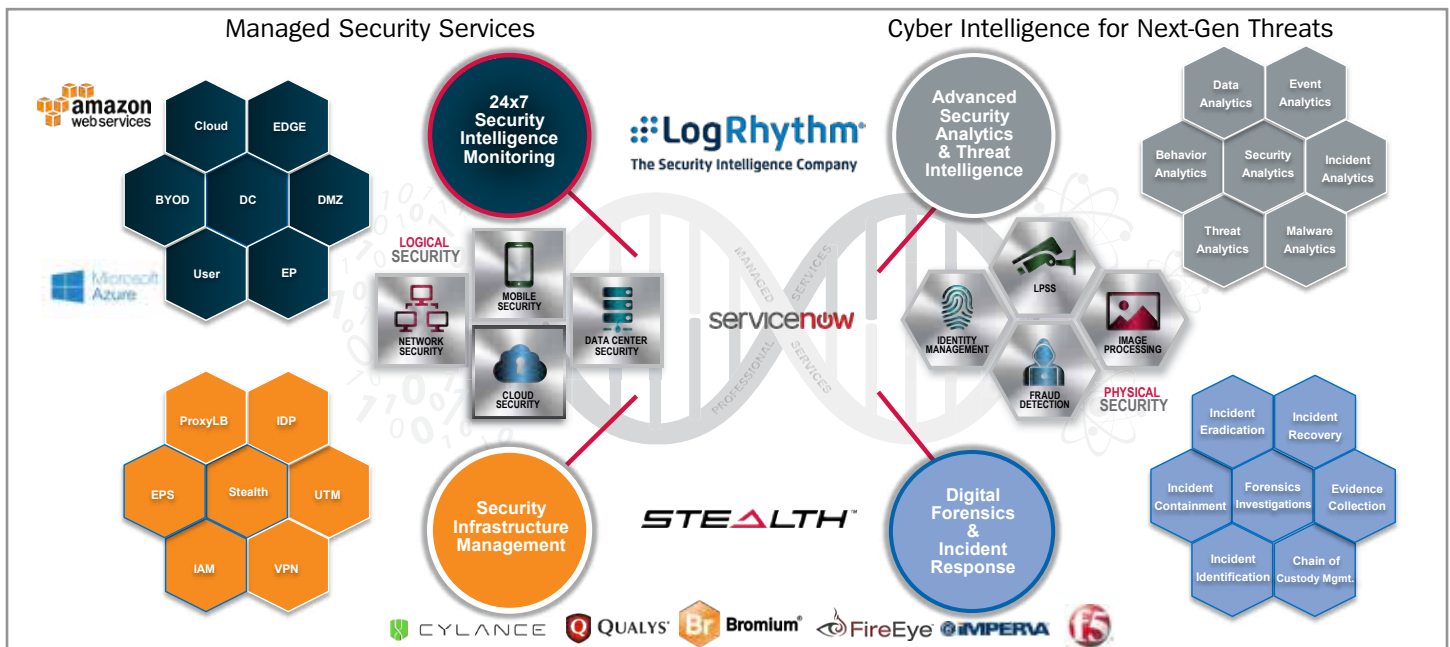 Managed Security Services
Cyber Intelligence for Next-Gen Threats
amazon
webservices
Cloud
EDGE
BYOD
DC
DMZ
User
EP
Microsoft
Azure
24x7
Security
Intelligence
Monitoring
LogRhythm®
The Security Intelligence Company
Advanced
Security
Analytics
& Threat
Intelligence
Data
Analytics
Event
Analytics
Behavior
Analytics
Security
Analytics
Incident
Analytics
Threat
Analytics
Malware
Analytics
LOGICAL
SECURITY
MOBILE
SECURITY
NETWORK
SECURITY
DATA CENTER
SECURITY
CLOUD
SECURITY
MANAGED
SERVICES
servicenow
PROFESSIONAL
SERVICES
LPSS
IDENTITY
MANAGEMENT
IMAGE
PROCESSING
FRAUD
DETECTION
PHYSICAL
SECURITY
ProxyLB
IDP
EPS
Stealth
UTM
IAM
VPN
Security
Infrastructure
Management
STEALTH™
Digital
Forensics
&
Incident
Response
Incident
Eradication
Incident
Recovery
Incident
Containment
Forensics
Investigations
Evidence
Collection
Incident
Identification
Chain of
Custody Mgmt.
CYLANCE
QUALYS®
Br
Bromium®
FireEye
iMPERVA
f5